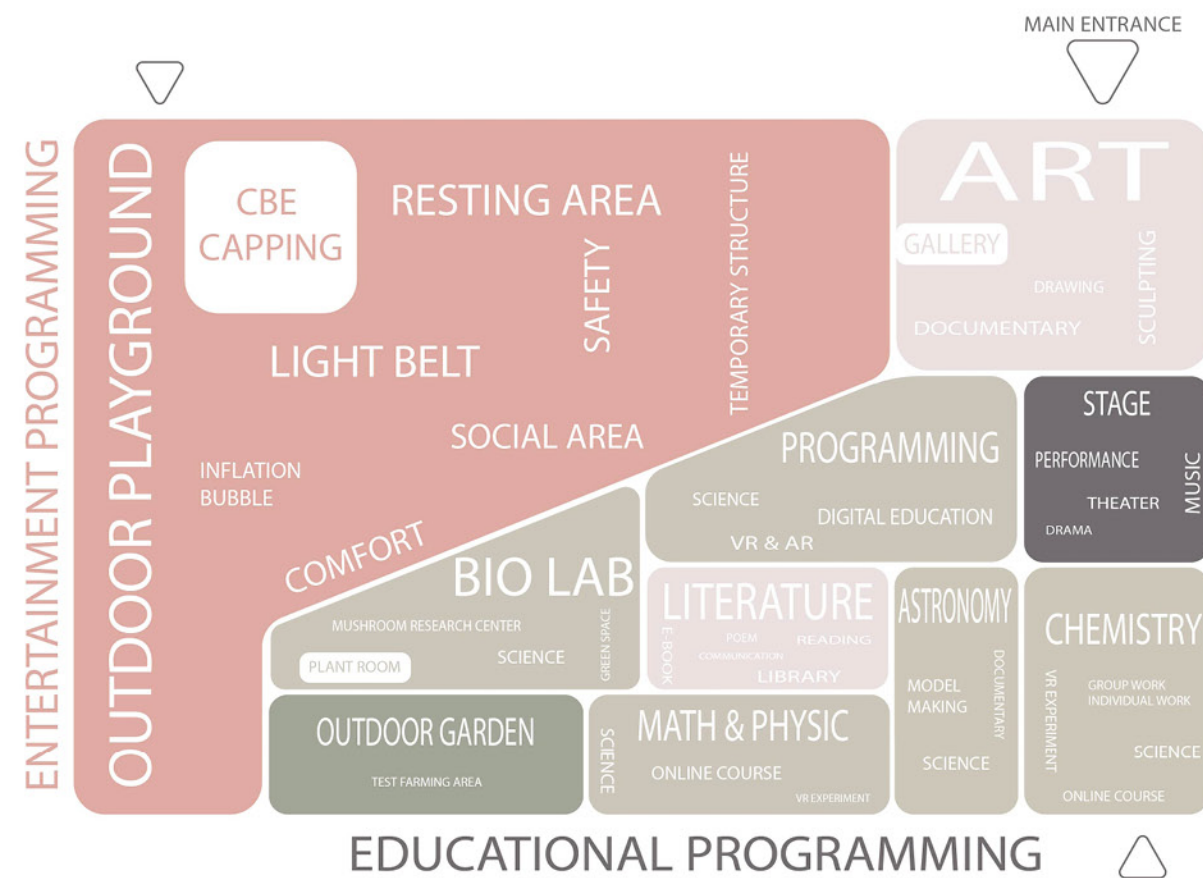 MAIN ENTRANCE
ENTERTAINMENT PROGRAMMING
OUTDOOR PLAYGROUND
CBE
CAPPING
RESTING AREA
SAFETY
TEMPORARY STRUCTURE
LIGHT BELT
SOCIAL AREA
INFLATION
BUBBLE
COMFORT
ART
GALLERY
DRAWING
SCULPTING
DOCUMENTARY
PROGRAMMING
SCIENCE
DIGITAL EDUCATION
VR & AR
STAGE
PERFORMANCE
MUSIC
THEATER
DRAMA
BIO LAB
MUSHROOM RESEARCH CENTER
SCIENCE
GREEN SPACE
PLANT ROOM
LITERATURE
E-BOOK
POEM
READING
COMMUNICATION
LIBRARY
ASTRONOMY
MODEL
MAKING
DOCUMENTARY
SCIENCE
CHEMISTRY
VR EXPERIMENT
GROUP WORK
INDIVIDUAL WORK
SCIENCE
ONLINE COURSE
OUTDOOR GARDEN
TEST FARMING AREA
SCIENCE
MATH & PHYSIC
ONLINE COURSE
VR EXPERIMENT
EDUCATIONAL PROGRAMMING